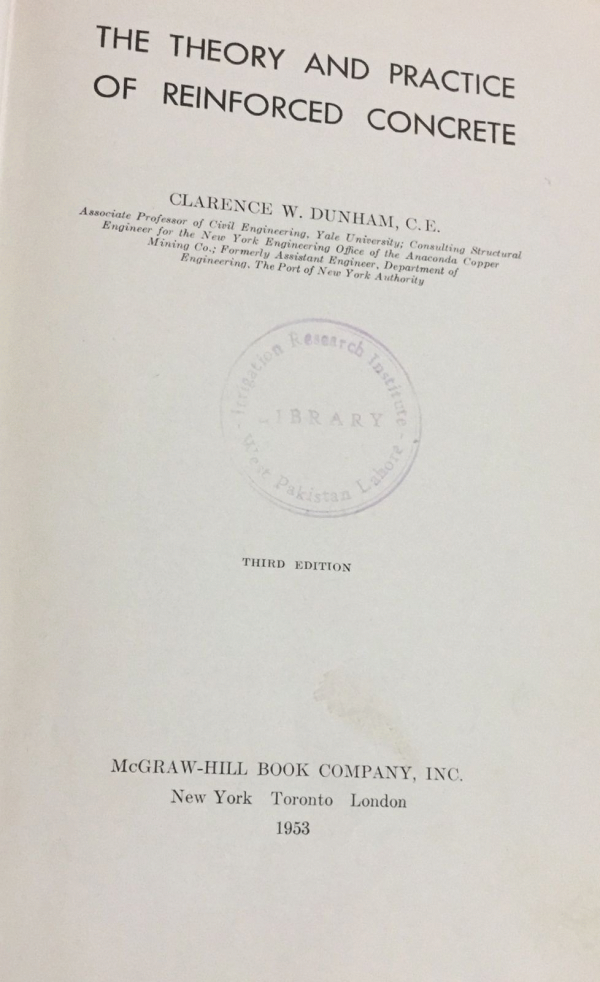 THE THEORY AND PRACTICE
OF REINFORCED CONCRETE
CLARENCE W. DUNHAM, C.E.
Associate Professor of Civil Engineering, Yale University; Consulting Structural
Engineer for the New York Engineering Office of the Anaconda Copper
Mining Co.; Formerly Assistant Engineer, Department of
Engineering, The Port of New York Authority
- Irrigation Research Institute -
LIBRARY
West Pakistan Lahore
THIRD EDITION
McGRAW-HILL BOOK COMPANY, INC.
New York Toronto London
1953